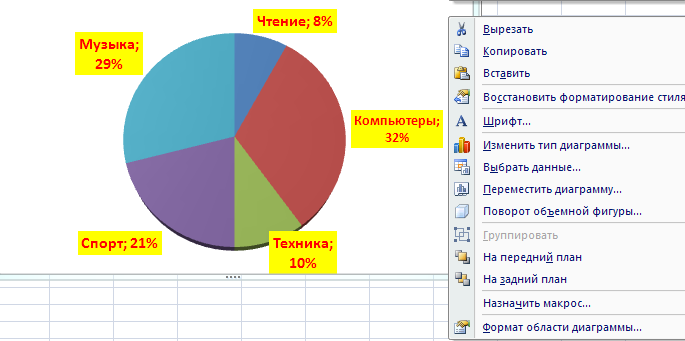 Чтение; 8%
Музыка;
29%
Компьютеры;
32%
Спорт; 21%
Техника;
10%
Вырезать
Копировать
Вставить
Восстановить форматирование стиля
Шрифт...
Изменить тип диаграммы...
Выбрать данные...
Переместить диаграмму...
Поворот объемной фигуры...
Группировать
На передний план
На задний план
Назначить макрос...
Формат области диаграммы...